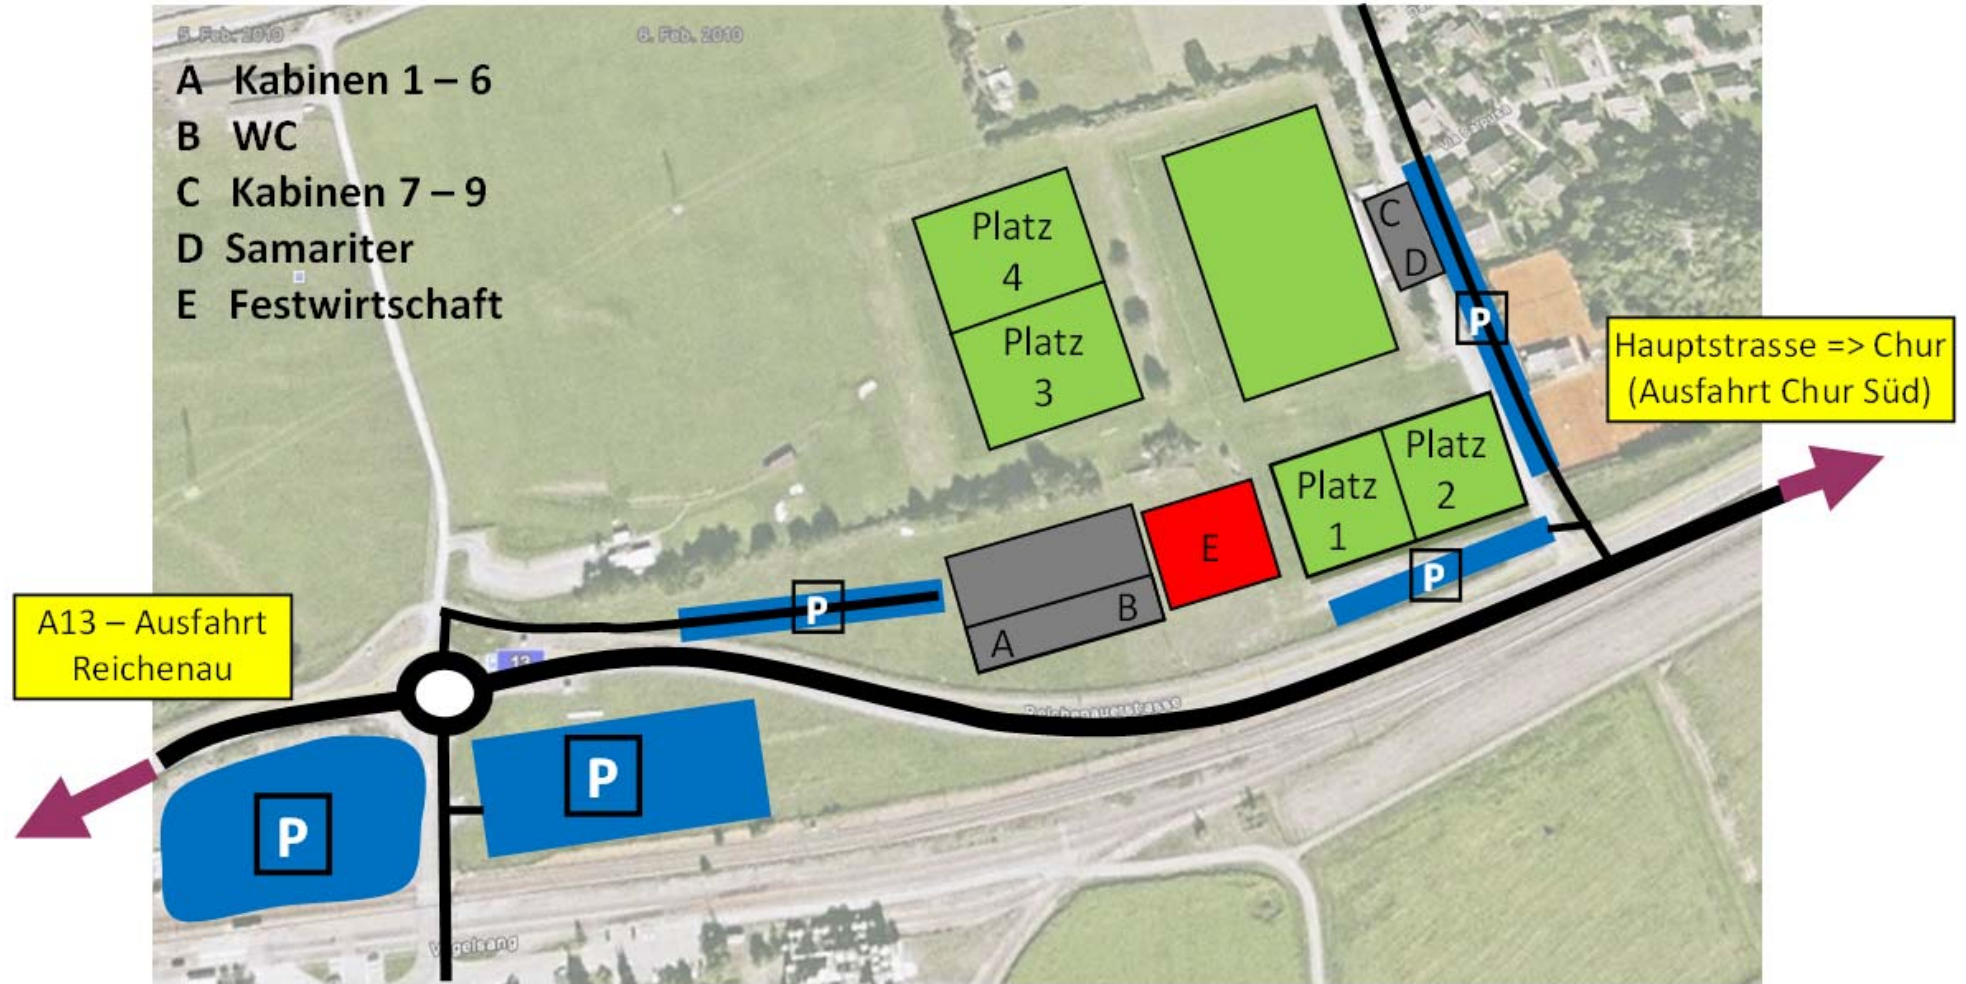 5. Feb. 2010
6. Feb. 2010
A Kabinen 1 – 6
B WC
C Kabinen 7 – 9
D Samariter
E Festwirtschaft
Platz
4
Platz
3
C
D
P
Hauptstrasse => Chur
(Ausfahrt Chur Süd)
Platz
1
Platz
2
E
P
P
A
B
A13 – Ausfahrt
Reichenau
13
Reichenauerstrasse
P
P
Vogelsang